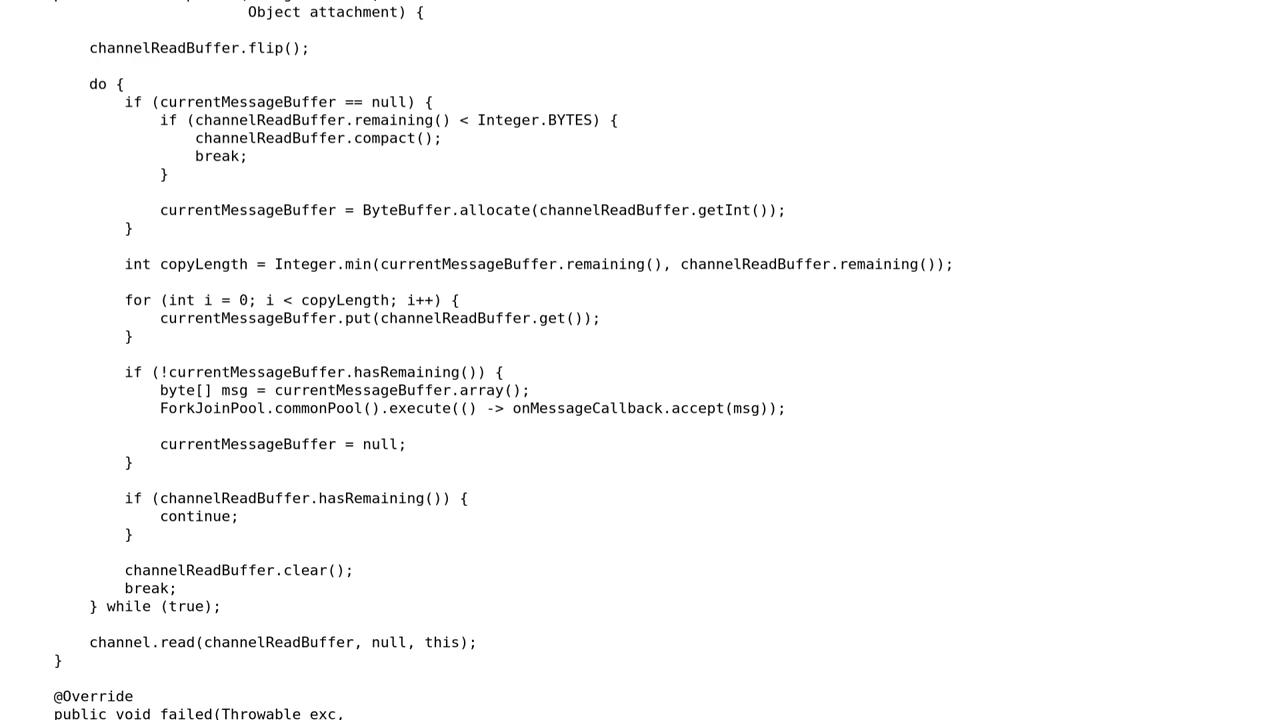 Object attachment) {
channelReadBuffer.flip();
do {
if (currentMessageBuffer == null) {
if (channelReadBuffer.remaining() < Integer.BYTES) {
channelReadBuffer.compact();
break;
}
currentMessageBuffer = ByteBuffer.allocate(channelReadBuffer.getInt());
}
int copyLength = Integer.min(currentMessageBuffer.remaining(), channelReadBuffer.remaining());
for (int i = 0; i < copyLength; i++) {
currentMessageBuffer.put(channelReadBuffer.get());
}
if (!currentMessageBuffer.hasRemaining()) {
byte[] msg = currentMessageBuffer.array();
ForkJoinPool.commonPool().execute(() -> onMessageCallback.accept(msg));
currentMessageBuffer = null;
}
if (channelReadBuffer.hasRemaining()) {
continue;
}
channelReadBuffer.clear();
break;
} while (true);
channel.read(channelReadBuffer, null, this);
}
@Override
public void failed(Throwable exc,